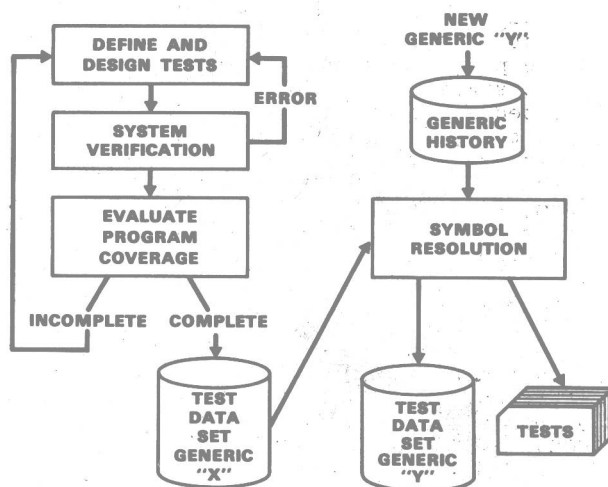 DEFINE AND
DESIGN TESTS
ERROR
SYSTEM
VERIFICATION
EVALUATE
PROGRAM
COVERAGE
INCOMPLETE
COMPLETE
TEST
DATA
SET
GENERIC
"X"
NEW
GENERIC "Y"
GENERIC
HISTORY
SYMBOL
RESOLUTION
TEST
DATA
SET
GENERIC
"Y"
TESTS